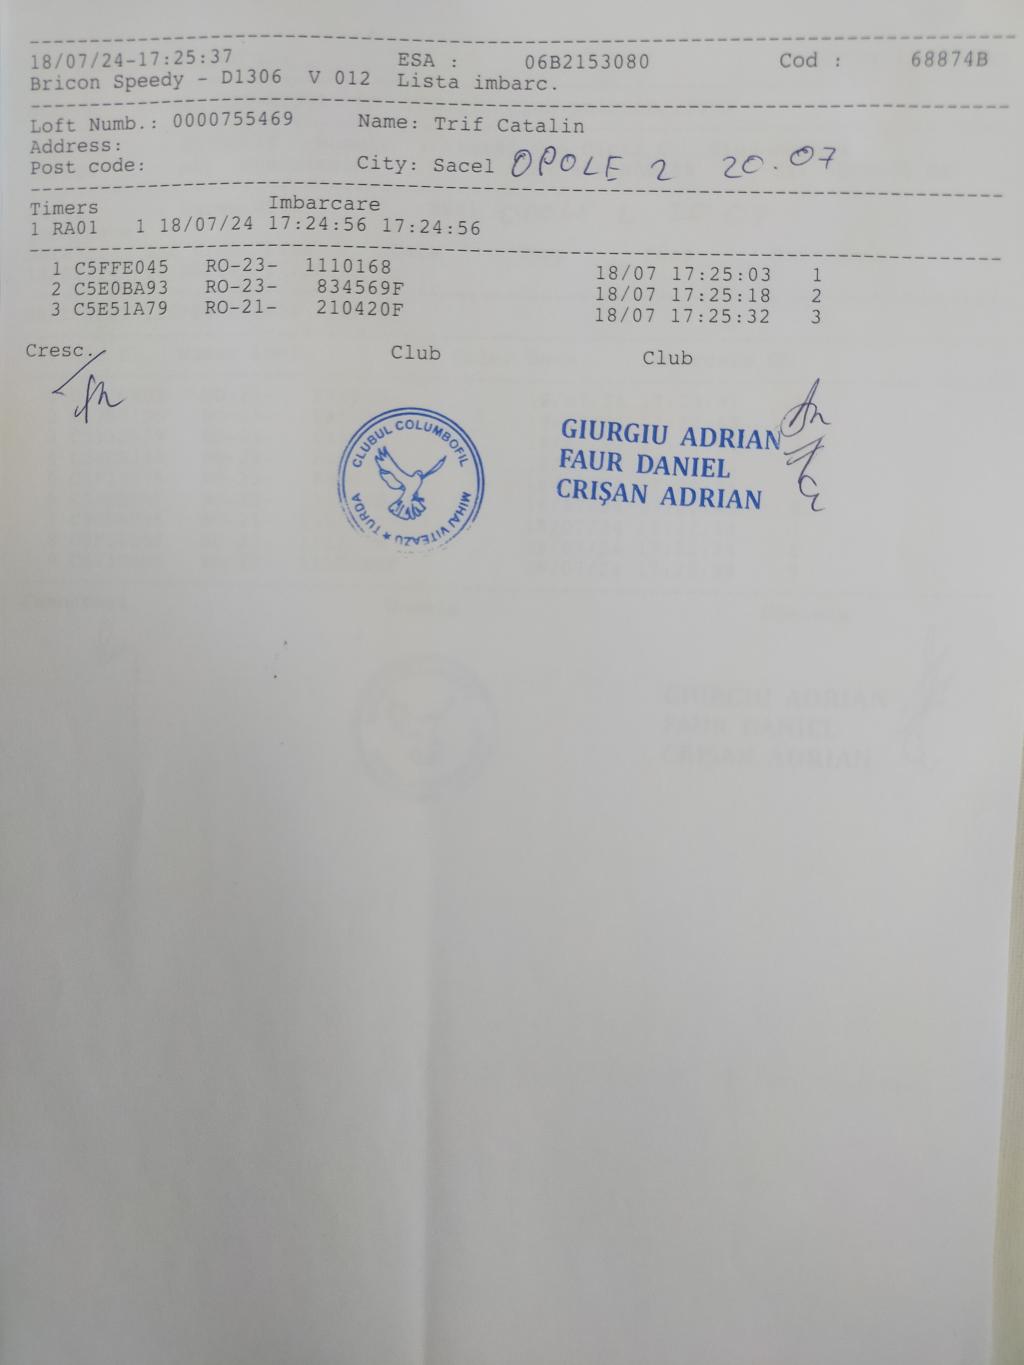 18/07/24-17:25:37 ESA : 06B2153080 Cod : 68874B
Bricon Speedy - D1306 V 012 Lista imbarc.
Loft Numb.: 0000755469 Name: Trif Catalin
Address:
Post code: City: Sacel OPOLE 2 20.07
Timers Imbarcare
1 RA01 1 18/07/24 17:24:56 17:24:56
1 C5FFE045 RO-23- 1110168 18/07 17:25:03 1
2 C5E0BA93 RO-23- 834569F 18/07 17:25:18 2
3 C5E51A79 RO-21- 210420F 18/07 17:25:32 3
Cresc. Club Club
CLUBUL COLUMBOFIL
MIHAI VITEAZU * TURDA
GIURGIU ADRIAN
FAUR DANIEL
CRIȘAN ADRIAN